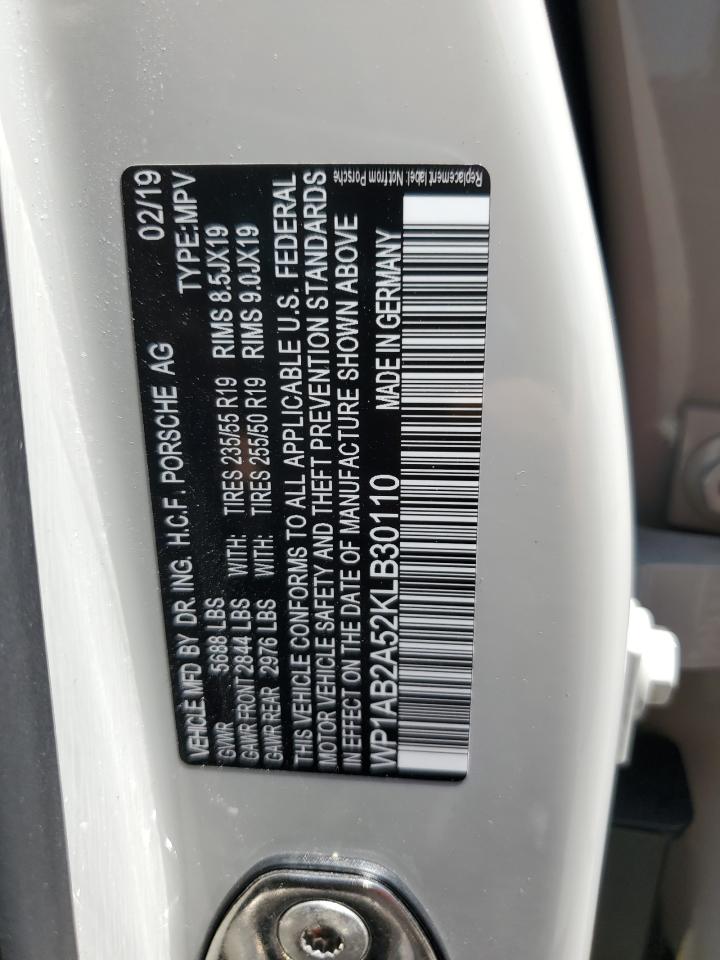 VEHICLE MFD BY DR. ING. H.C.F. PORSCHE AG 02/19
GVWR 5688 LBS TYPE:MPV
GAWR FRONT 2844 LBS WITH: TIRES 235/55 R19 RIMS 8.5JX19
GAWR REAR 2976 LBS WITH: TIRES 255/50 R19 RIMS 9.0JX19
THIS VEHICLE CONFORMS TO ALL APPLICABLE U.S. FEDERAL
MOTOR VEHICLE SAFETY AND THEFT PREVENTION STANDARDS
IN EFFECT ON THE DATE OF MANUFACTURE SHOWN ABOVE
WP1AB2A52KLB30110 MADE IN GERMANY
Replacement label. Not from Porsche